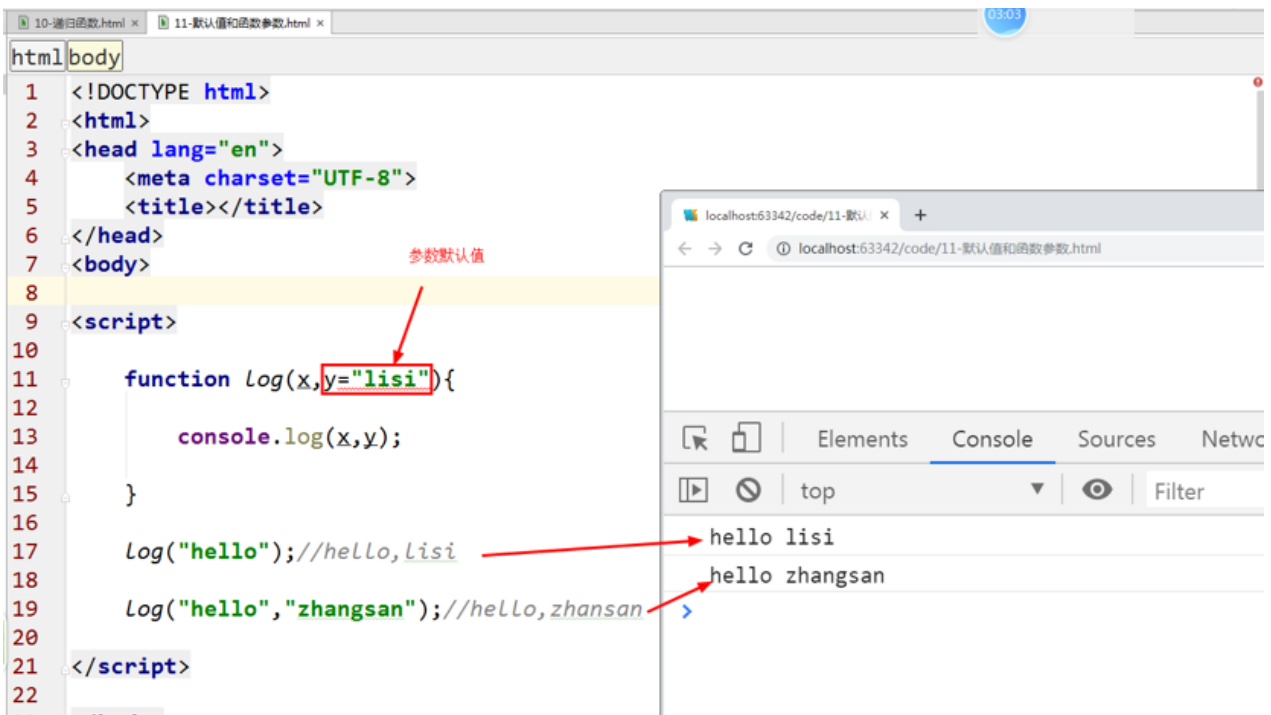 10-递归函数.html × 11-默认值和函数参数.html ×
03:03
html body
1 <!DOCTYPE html>
2 <html>
3 <head lang="en">
4 <meta charset="UTF-8">
5 <title></title>
6 </head>
7 <body>
参数默认值
8
9 <script>
10
11 function log(x,y="lisi"){
12
13 console.log(x,y);
14
15 }
16
17 log("hello");//hello,lisi
18
19 log("hello","zhangsan");//hello,zhansan
20
21 </script>
22
localhost:63342/code/11-默认 × +
localhost:63342/code/11-默认值和函数参数.html
Elements Console Sources Netwo
top Filter
hello lisi
hello zhangsan